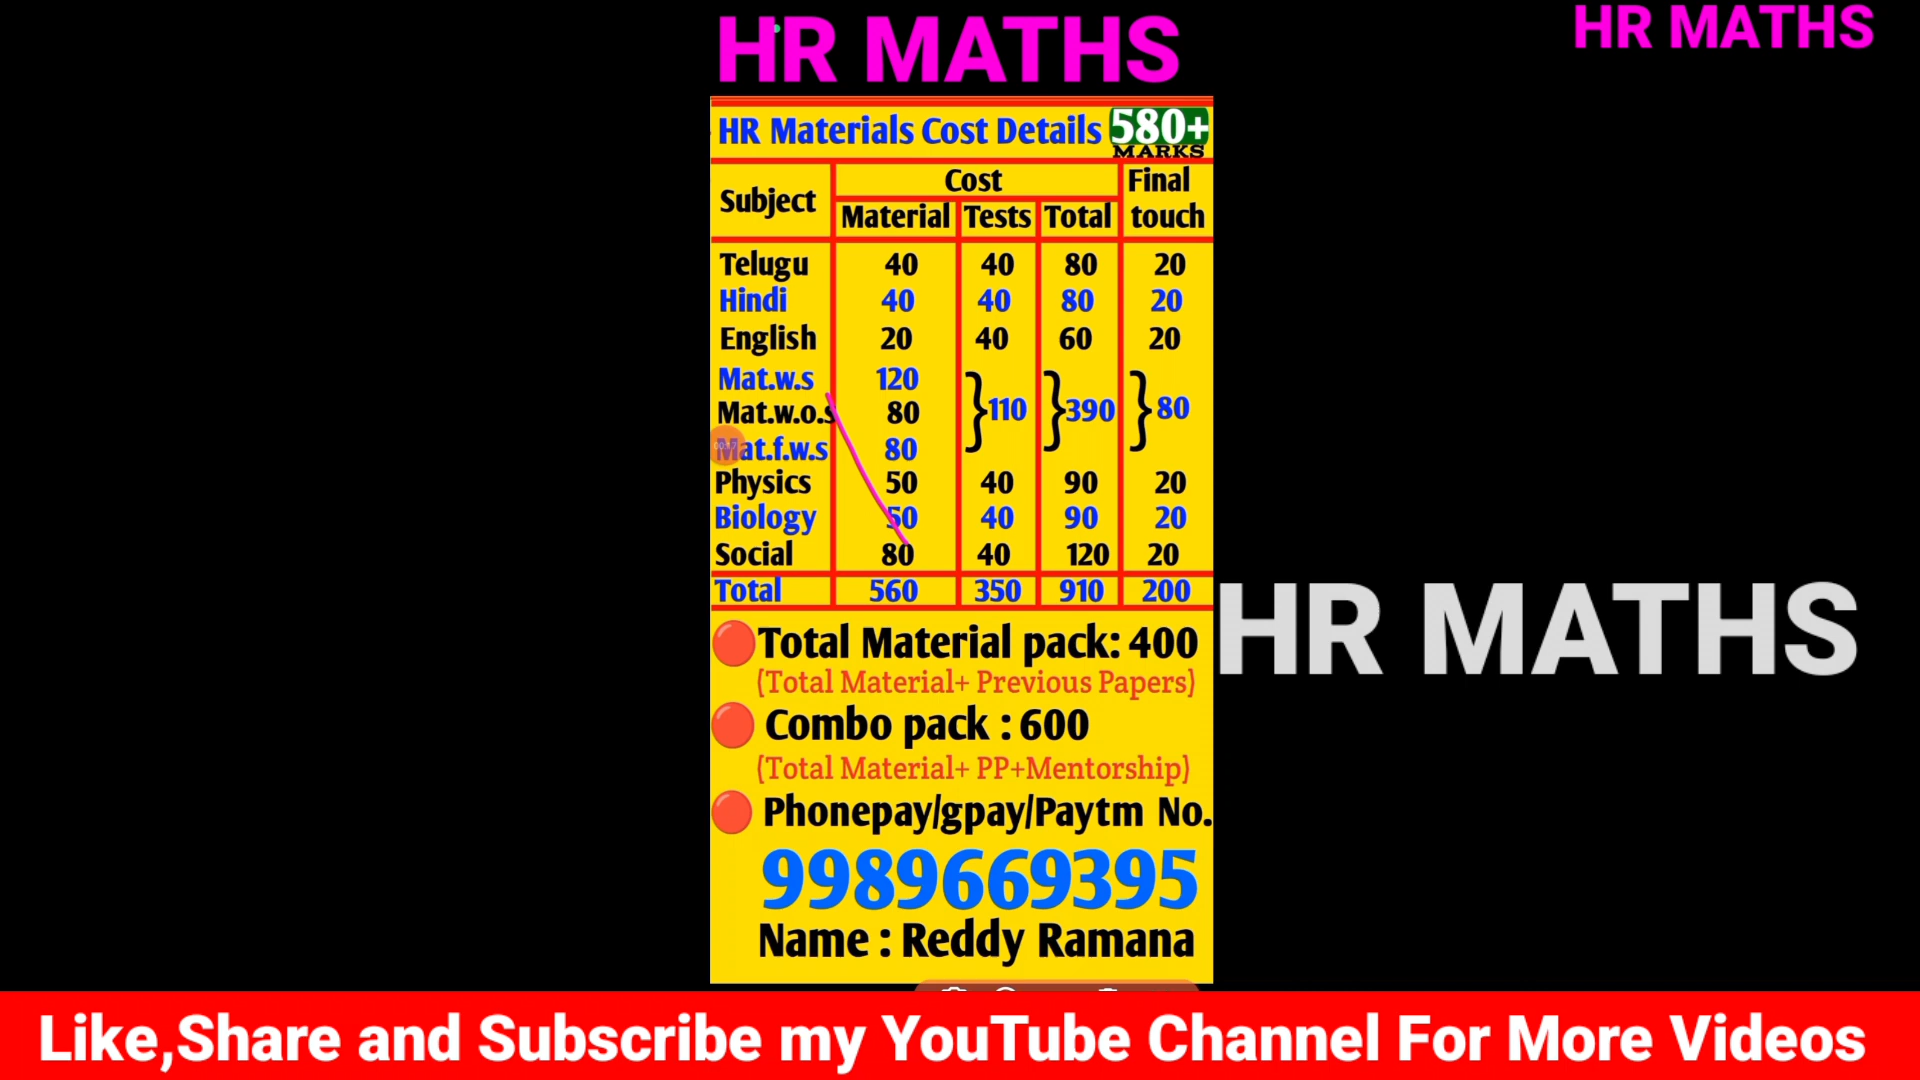 HR MATHS
HR MATHS
HR Materials Cost Details 580+ MARKS
Subject Cost Final touch
Material Tests Total
Telugu 40 40 80 20
Hindi 40 40 80 20
English 20 40 60 20
Mat.w.s 120
Mat.w.o.s 80 }110 }390 }80
Mat.f.w.s 80
Physics 50 40 90 20
Biology 50 40 90 20
Social 80 40 120 20
Total 560 350 910 200
Total Material pack: 400
(Total Material+ Previous Papers)
HR MATHS
Combo pack : 600
(Total Material+ PP+Mentorship)
Phonepay/gpay/Paytm No.
9989669395
Name : Reddy Ramana
Like,Share and Subscribe my YouTube Channel For More Videos